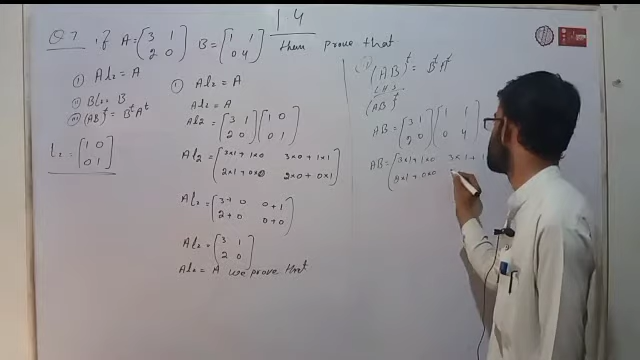 14
Q7 if A = [3 1 2 0] B = [1 1 0 4] then prove that
(i) AI₂ = A
(ii) BI₂ = B
(iii) (AB)ᵗ = BᵗAᵗ
I₂ = [1 0 0 1]
(i) AI₂ = A
AI₂ = A
AI₂ = [3 1 2 0] [1 0 0 1]
AI₂ = [3×1+1×0 3×0+1×1
2×1+0×0 2×0+0×1]
AI₂ = [3+0 0+1
2+0 0+0]
AI₂ = [3 1
2 0]
AI₂ = A we prove that
(AB)ᵗ = BᵗAᵗ
L.H.S
(AB)ᵗ
AB = [3 1 2 0] [1 1 0 4]
AB = [3×1+1×0 3×1+1
2×1+0×0